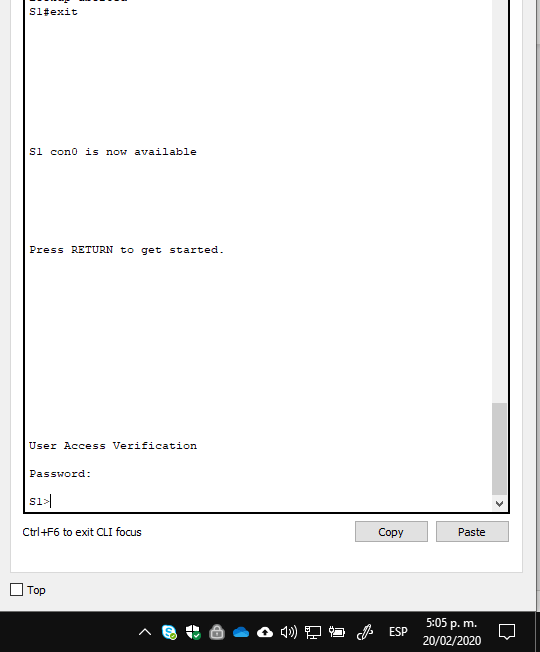 S1#exit
S1 con0 is now available
Press RETURN to get started.
User Access Verification
Password:
S1>
Ctrl+F6 to exit CLI focus
Copy
Paste
Top
ESP
5:05 p. m.
20/02/2020